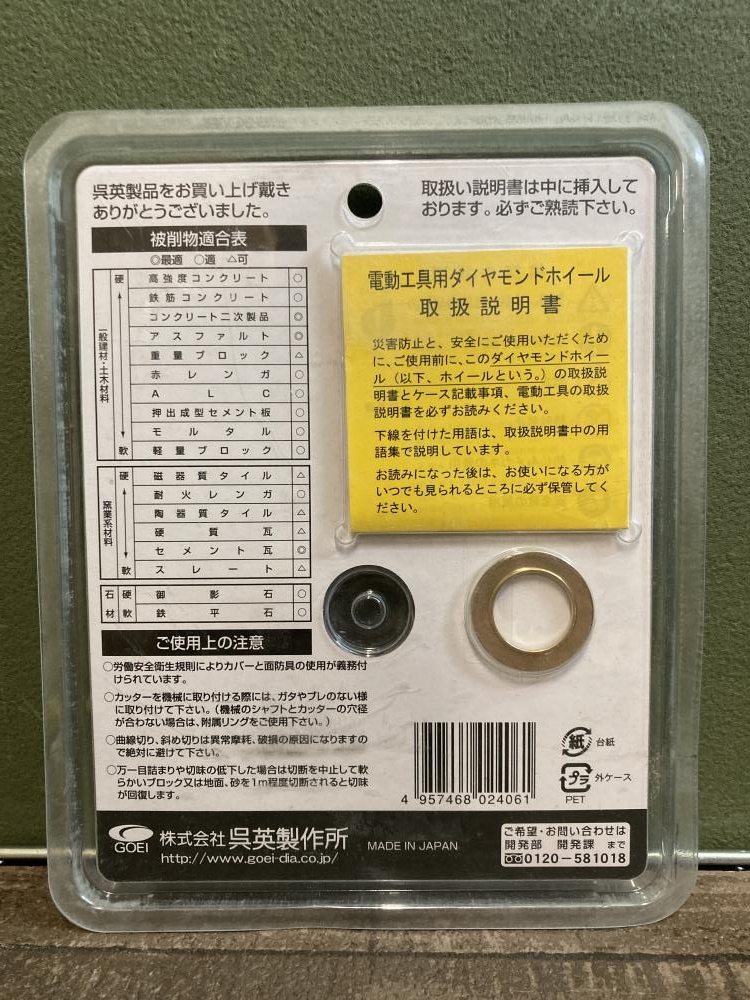 呉英製品をお買い上げ戴き
ありがとうございました。
取扱い説明書は中に挿入して
おります。必ずご熟読下さい。
被削物適合表
◎最適 ○適 △可
一般建材・土木材料
硬
軟
高強度コンクリート ○
鉄筋コンクリート ○
コンクリート二次製品 ◎
アスファルト ◎
重量ブロック △
赤レンガ ○
ALC ○
押出成型セメント板 ○
モルタル ○
軽量ブロック ○
窯業系材料
硬
軟
磁器質タイル △
耐火レンガ ○
陶器質タイル △
硬質瓦 △
セメント瓦 ◎
スレート △
石材
硬 御影石 ○
軟 鉄平石 ○
電動工具用ダイヤモンドホイール
取扱説明書
災害防止と、安全にご使用いただくため
に、ご使用前に、このダイヤモンドホイー
ル（以下、ホイールという。）の取扱説
明書とケース記載事項、電動工具の取扱
説明書を必ずお読みください。
下線を付けた用語は、取扱説明書中の用
語集で説明しています。
お読みになった後は、お使いになる方が
いつでも見られるところに必ず保管してく
ださい。
ご使用上の注意
○労働安全衛生規則によりカバーと面防具の使用が義務付
けられています。
○カッターを機械に取り付ける際には、ガタやブレのない様
に取り付けて下さい。（機械のシャフトとカッターの穴径
が合わない場合は、附属リングをご使用下さい。）
○曲線切り、斜め切りは異常摩耗、破損の原因になりますの
で絶対に避けて下さい。
○万一目詰まりや切味の低下した場合は切断を中止して軟
らかいブロック又は地面、砂を1m程度切断されると切味
が回復します。
4 957468 024061
紙 台紙
プラ 外ケース
PET
GOEI
株式会社 呉英製作所
http://www.goei-dia.co.jp/
MADE IN JAPAN
ご希望・お問い合わせは
開発部 開発課 まで
0120-581018